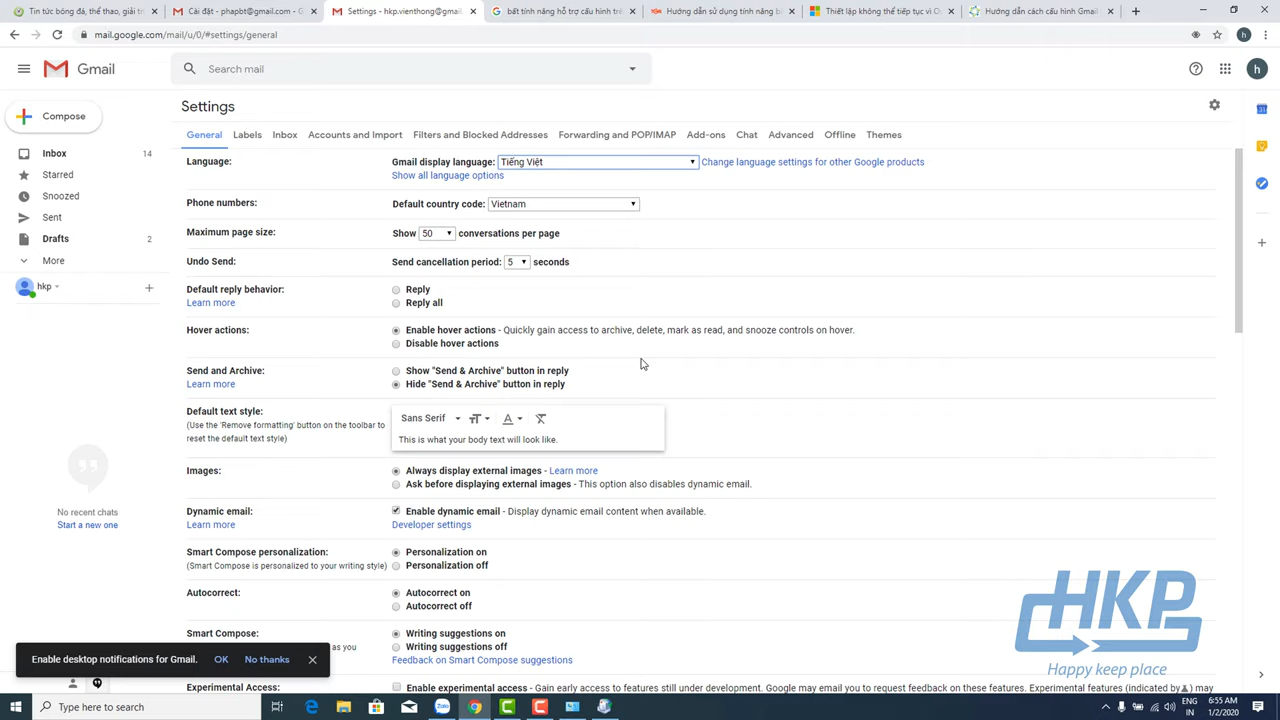 Tin tức bóng đá, thể thao, giải tr
Cài đặt - phapbt@gmail.com - G
Settings - hkp.vienthong@gmail.
bất tính năng hỗ trợ cấu hình trê
Hướng dẫn sử dụng tính năng b
Thiết lập không thể tiếp tục vì O
Hướng dẫn cách cấu hình Gmail
mail.google.com/mail/u/0/#settings/general
h
Gmail
Search mail
h
Compose
Inbox 14
Starred
Snoozed
Sent
Drafts 2
More
hkp
No recent chats
Start a new one
Settings
General Labels Inbox Accounts and Import Filters and Blocked Addresses Forwarding and POP/IMAP Add-ons Chat Advanced Offline Themes
Language: Gmail display language: Tiếng Việt Change language settings for other Google products
Show all language options
Phone numbers: Default country code: Vietnam
Maximum page size: Show 50 conversations per page
Undo Send: Send cancellation period: 5 seconds
Default reply behavior: Reply
Learn more Reply all
Hover actions: Enable hover actions - Quickly gain access to archive, delete, mark as read, and snooze controls on hover.
Disable hover actions
Send and Archive: Show "Send & Archive" button in reply
Learn more Hide "Send & Archive" button in reply
Default text style: Sans Serif
(Use the 'Remove formatting' button on the toolbar to
reset the default text style)
This is what your body text will look like.
Images: Always display external images - Learn more
Ask before displaying external images - This option also disables dynamic email.
Dynamic email: Enable dynamic email - Display dynamic email content when available.
Learn more Developer settings
Smart Compose personalization: Personalization on
(Smart Compose is personalized to your writing style) Personalization off
Autocorrect: Autocorrect on
Autocorrect off
Smart Compose: Writing suggestions on
as you Writing suggestions off
Feedback on Smart Compose suggestions
Experimental Access: Enable experimental access - Gain early access to features still under development. Google may email you to request feedback on these features. Experimental features (indicated by ) may
Enable desktop notifications for Gmail. OK No thanks
HKP
Happy keep place
Type here to search
Zalo
6:55 AM
IN 1/2/2020